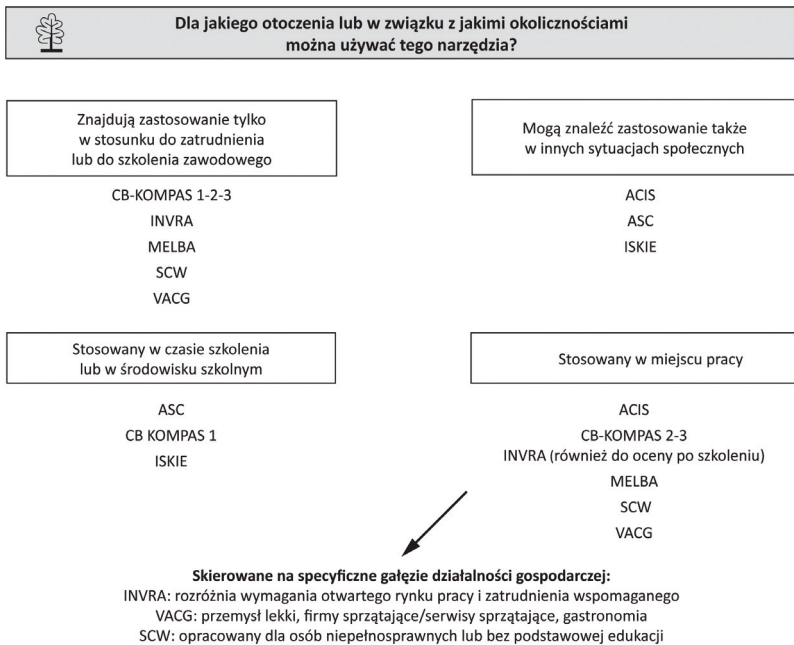 Dla jakiego otoczenia lub w związku z jakimi okolicznościami
można używać tego narzędzia?
Znajdują zastosowanie tylko
w stosunku do zatrudnienia
lub do szkolenia zawodowego
CB-KOMPAS 1-2-3
INVRA
MELBA
SCW
VACG
Mogą znaleźć zastosowanie także
w innych sytuacjach społecznych
ACIS
ASC
ISKIE
Stosowany w czasie szkolenia
lub w środowisku szkolnym
ASC
CB KOMPAS 1
ISKIE
Stosowany w miejscu pracy
ACIS
CB-KOMPAS 2-3
INVRA (również do oceny po szkoleniu)
MELBA
SCW
VACG
Skierowane na specyficzne gałęzie działalności gospodarczej:
INVRA: rozróżnia wymagania otwartego rynku pracy i zatrudnienia wspomaganego
VACG: przemysł lekki, firmy sprzątające/serwisy sprzątające, gastronomia
SCW: opracowany dla osób niepełnosprawnych lub bez podstawowej edukacji